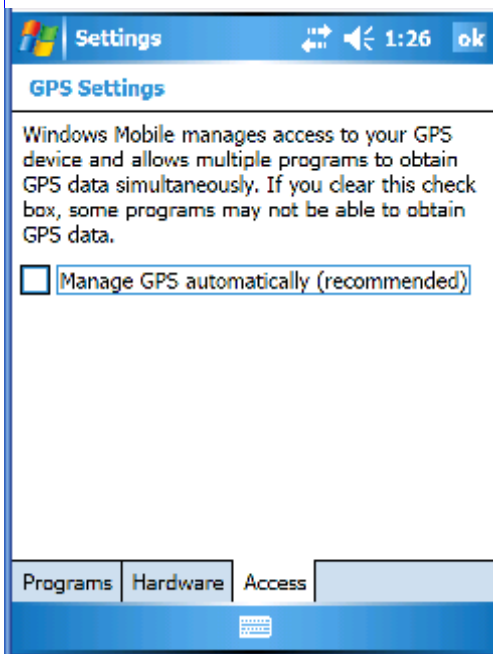 Settings 1:26 ok
GPS Settings
Windows Mobile manages access to your GPS
device and allows multiple programs to obtain
GPS data simultaneously. If you clear this check
box, some programs may not be able to obtain
GPS data.
Manage GPS automatically (recommended)
Programs Hardware Access